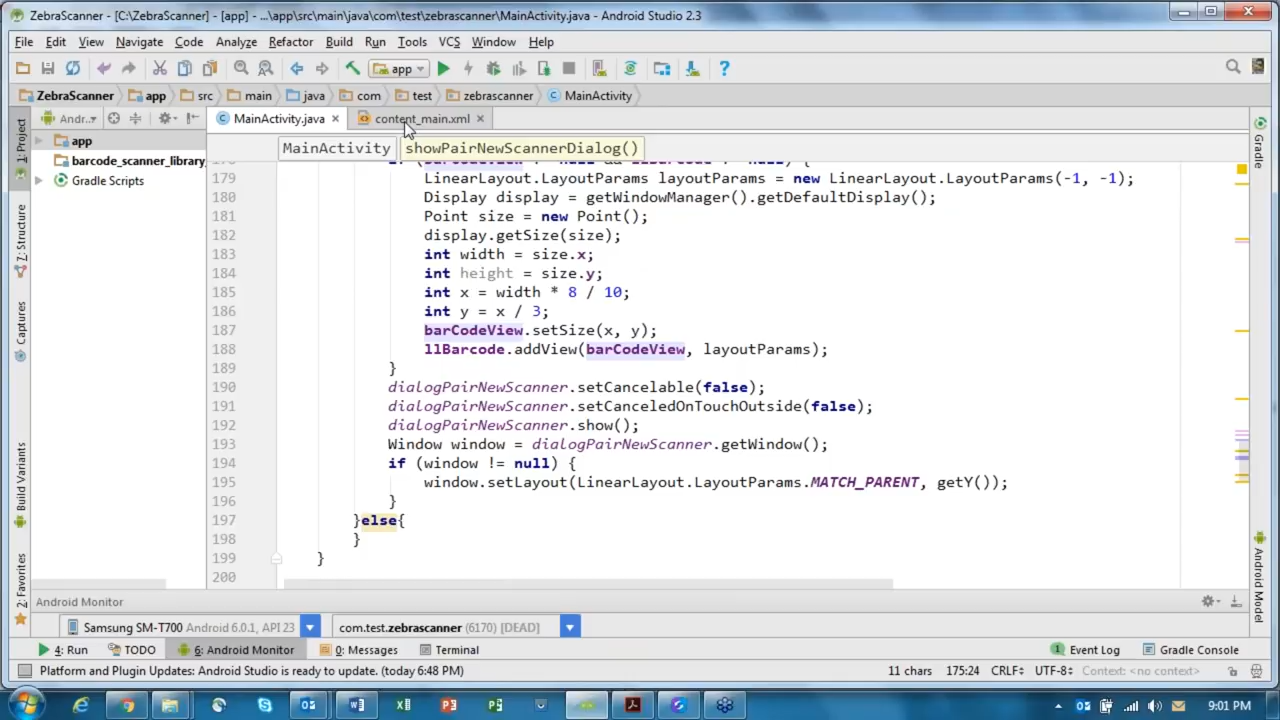 ZebraScanner - [C:\ZebraScanner] - [app] - ...\app\src\main\java\com\test\zebrascanner\MainActivity.java - Android Studio 2.3
File Edit View Navigate Code Analyze Refactor Build Run Tools VCS Window Help
app
ZebraScanner app src main java com test zebrascanner MainActivity
Andr... MainActivity.java content_main.xml
MainActivity showPairNewScannerDialog()
1: Project
Z: Structure
Captures
Build Variants
2: Favorites
app
barcode_scanner_library
Gradle Scripts
179 LinearLayout.LayoutParams layoutParams = new LinearLayout.LayoutParams(-1, -1);
180 Display display = getWindowManager().getDefaultDisplay();
181 Point size = new Point();
182 display.getSize(size);
183 int width = size.x;
184 int height = size.y;
185 int x = width * 8 / 10;
186 int y = x / 3;
187 barCodeView.setSize(x, y);
188 llBarcode.addView(barCodeView, layoutParams);
189 }
190 dialogPairNewScanner.setCancelable(false);
191 dialogPairNewScanner.setCanceledOnTouchOutside(false);
192 dialogPairNewScanner.show();
193 Window window = dialogPairNewScanner.getWindow();
194 if (window != null) {
195 window.setLayout(LinearLayout.LayoutParams.MATCH_PARENT, getY());
196 }
197 }else{
198 }
199 }
200
Gradle
Android Model
Android Monitor
Samsung SM-T700 Android 6.0.1, API 23 com.test.zebrascanner (6170) [DEAD]
4: Run TODO 6: Android Monitor 0: Messages Terminal 1 Event Log Gradle Console
Platform and Plugin Updates: Android Studio is ready to update. (today 6:48 PM) 11 chars 175:24 CRLF UTF-8 Context: <no context>
9:01 PM